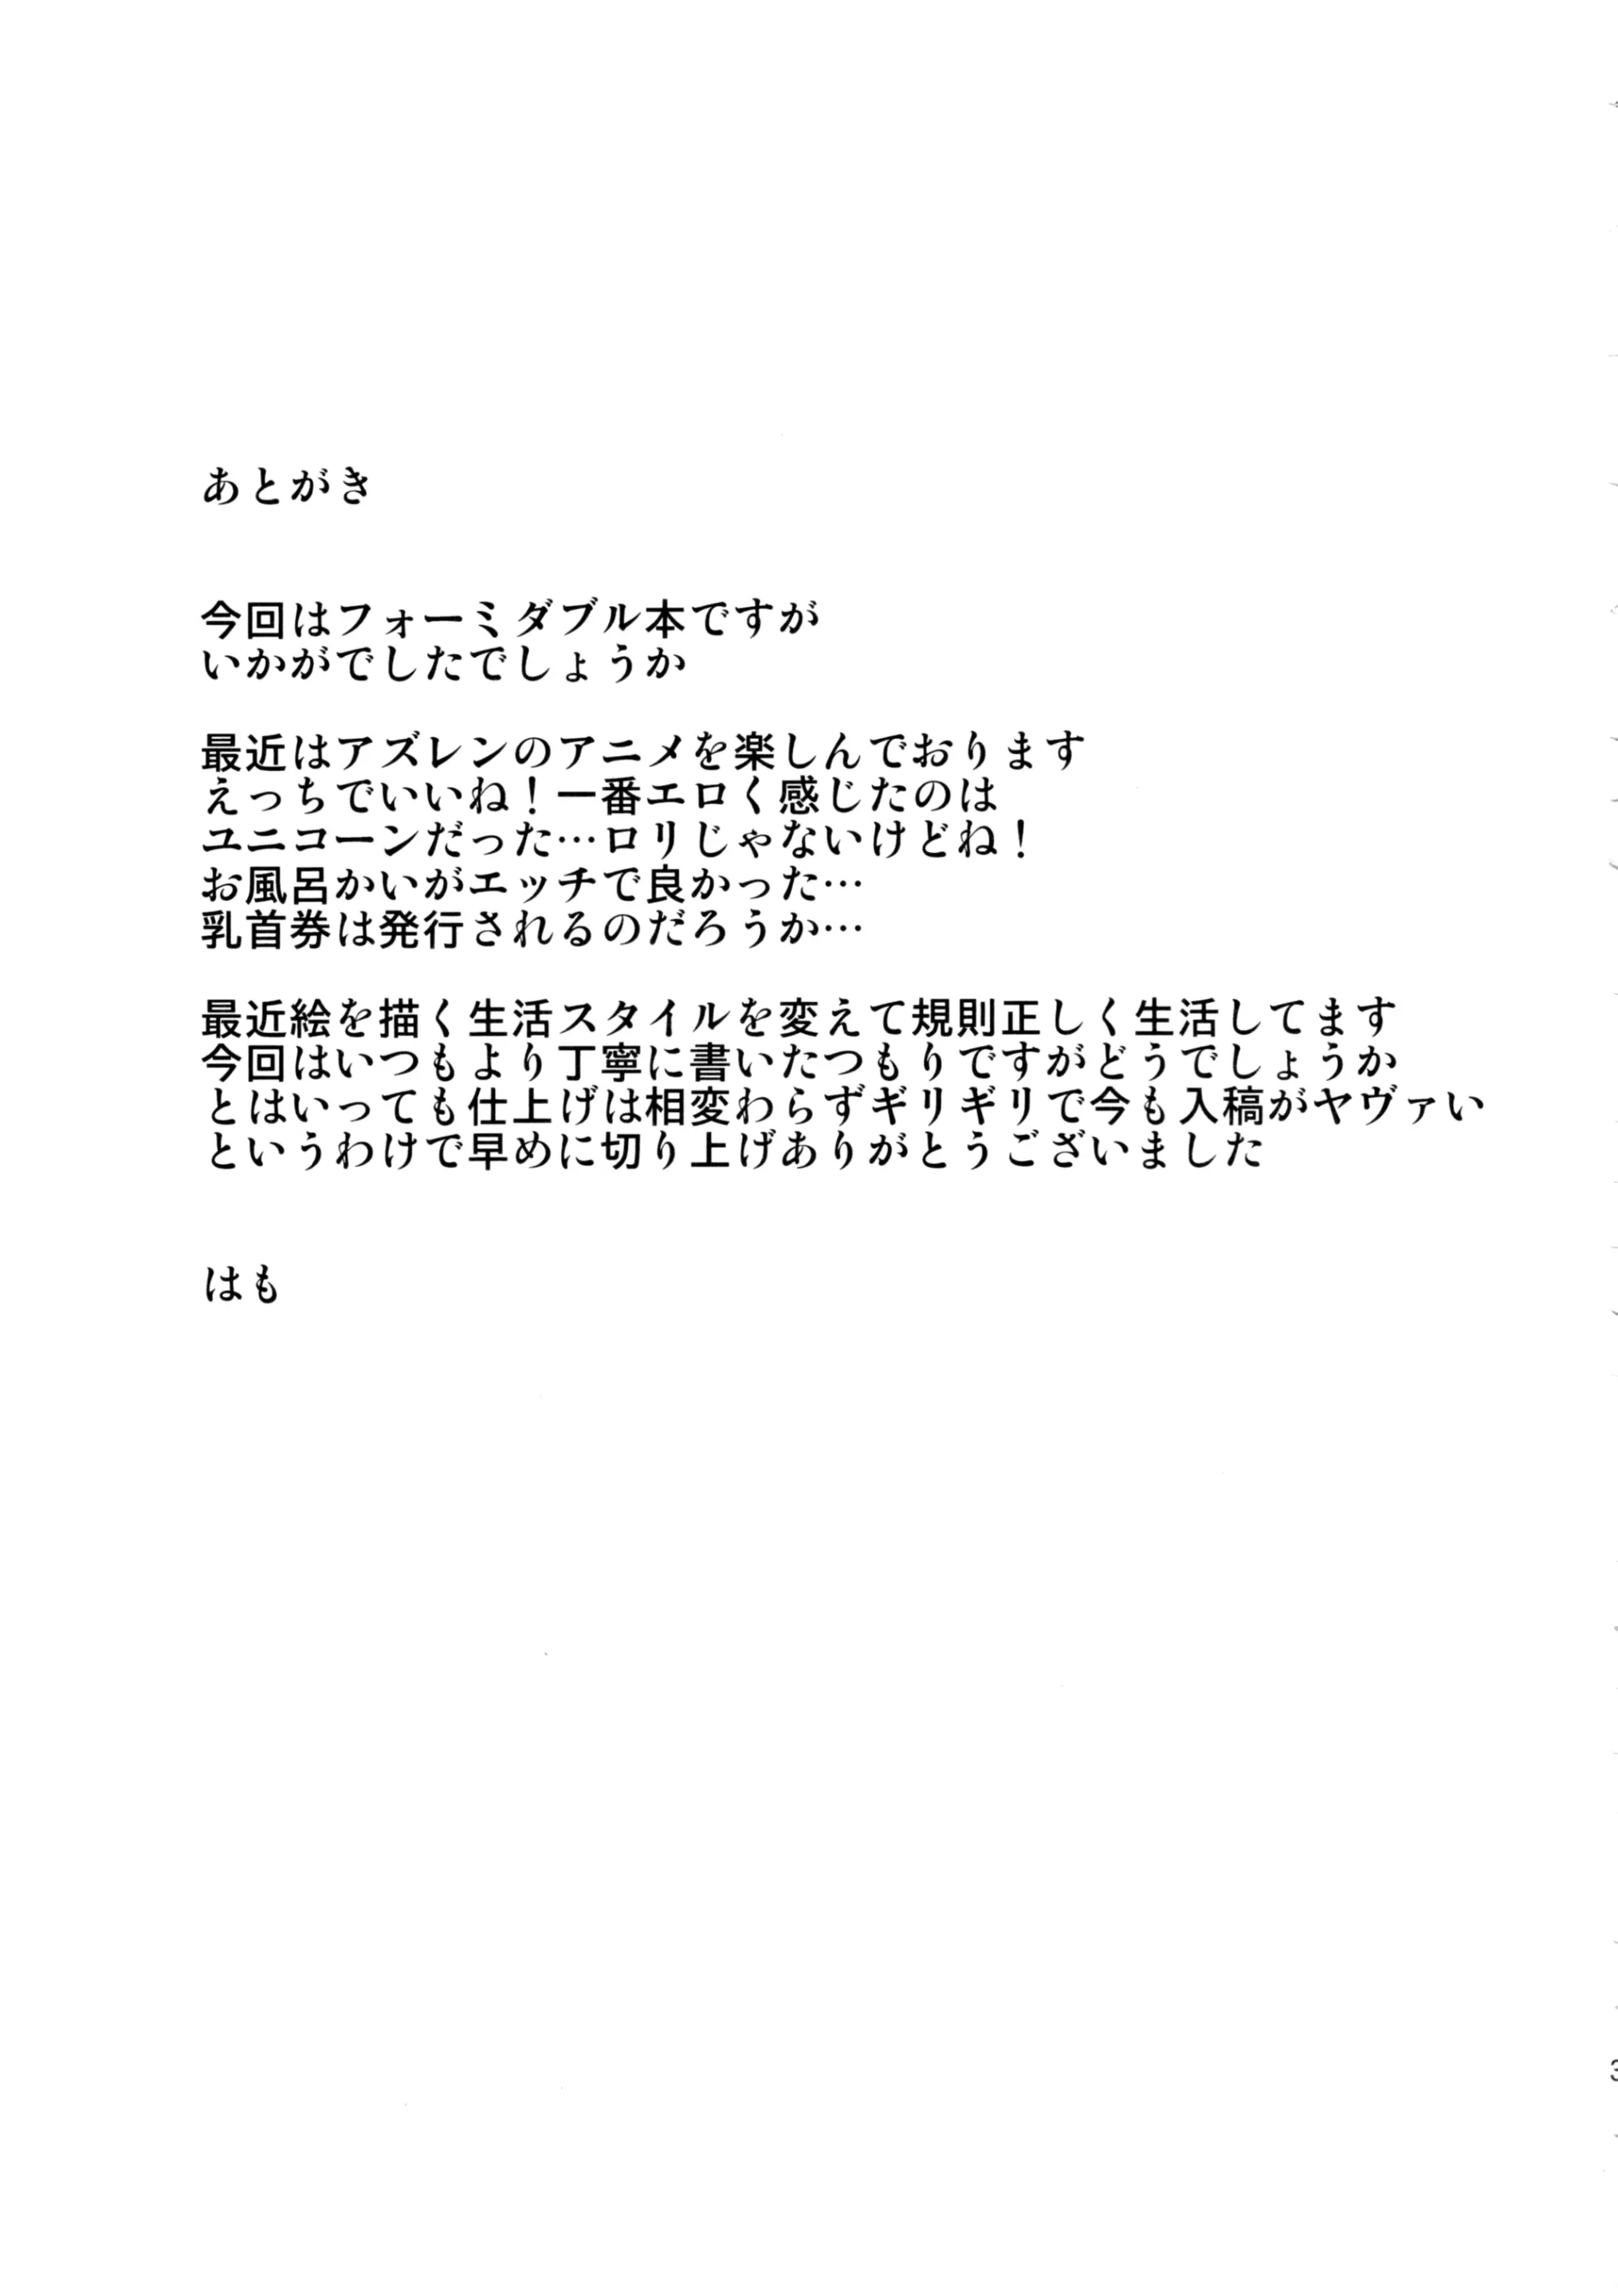 あとがき
今回はフォーミダブル本ですが
いかがでしたでしょうか
最近はアズレンのアニメを楽しんでおります
えっちでいいね！一番エロく感じたのは
ユニコーンだった…ロリじゃないけどね！
お風呂かいがエッチで良かった…
乳首券は発行されるのだろうか…
最近絵を描く生活スタイルを変えて規則正しく生活してます
今回はいつもより丁寧に書いたつもりですがどうでしょうか
とはいっても仕上げは相変わらずギリギリで今も入稿がヤヴァい
というわけで早めに切り上げありがとうございました
はも